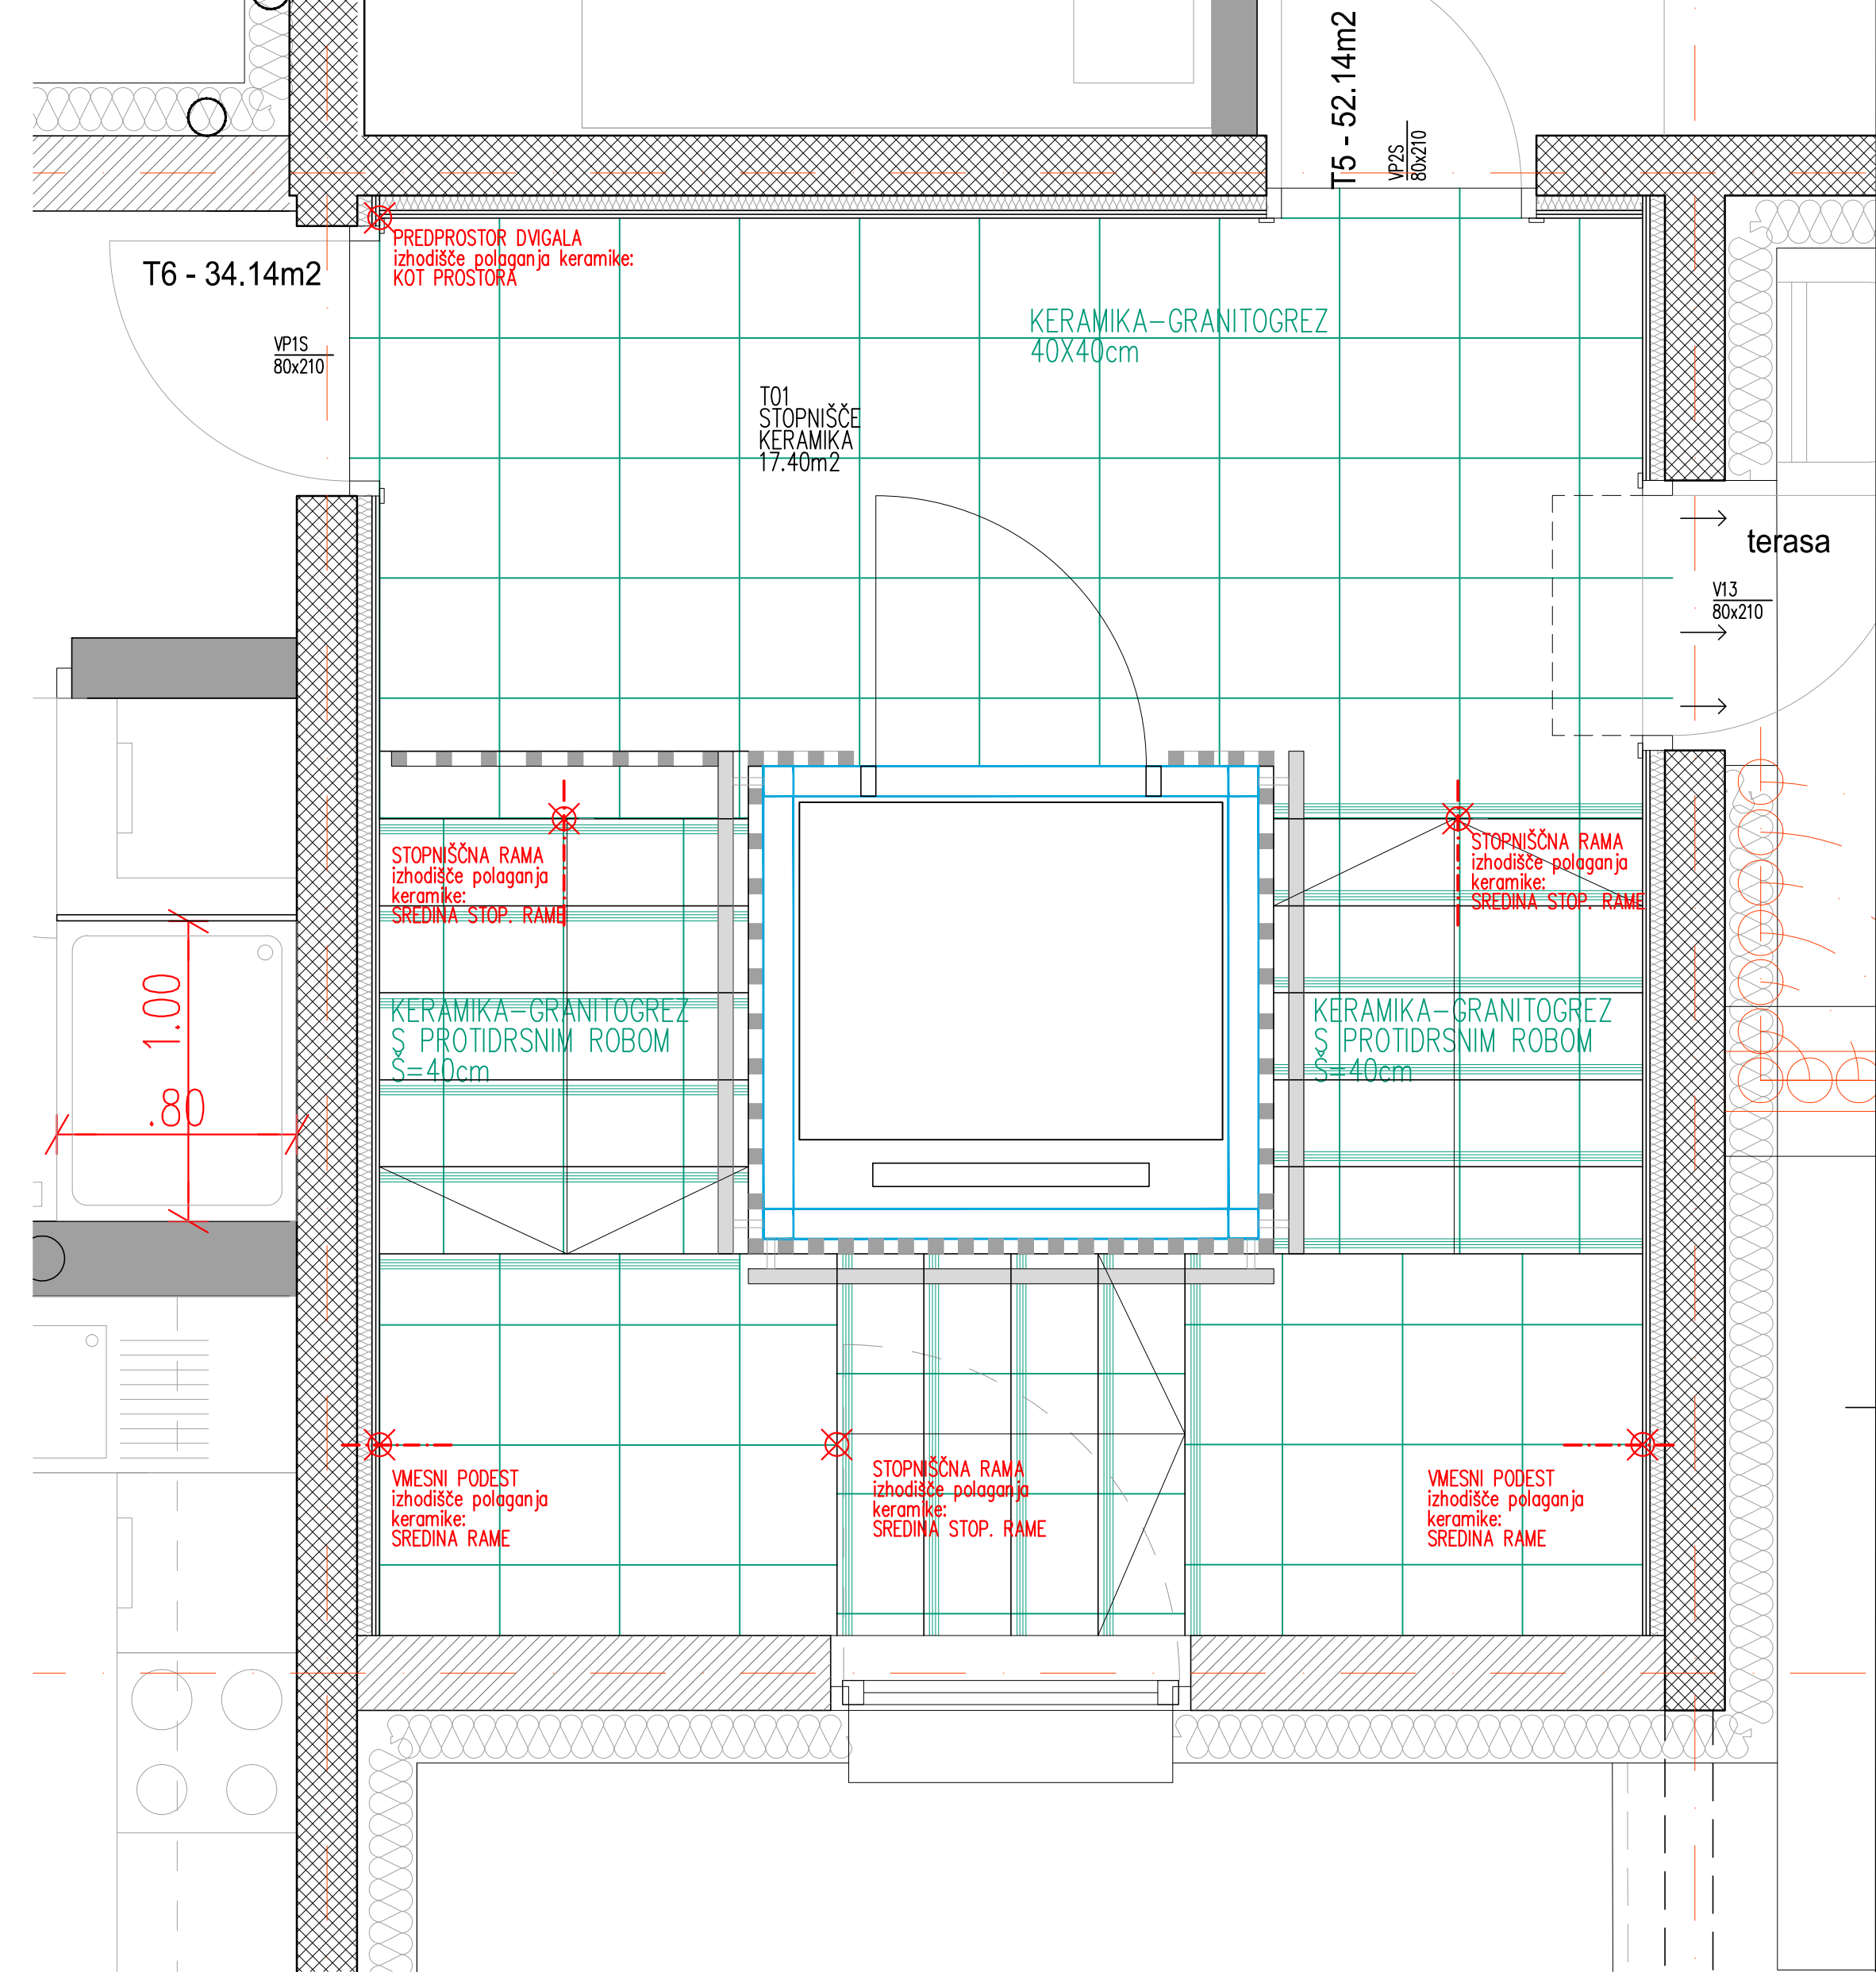 T5 - 52.14m2
VP2S
80x210
PREDPROSTOR DVIGALA
izhodišče polaganja keramike:
KOT PROSTORA
T6 - 34.14m2
VP1S
80x210
KERAMIKA-GRANITOGREZ
40X40cm
T01
STOPNIŠČE
KERAMIKA
17.40m2
terasa
V13
80x210
STOPNIŠČNA RAMA
izhodišče polaganja
keramike:
SREDINA STOP. RAME
STOPNIŠČNA RAMA
izhodišče polaganja
keramike:
SREDINA STOP. RAME
1.00
.80
KERAMIKA-GRANITOGREZ
S PROTIDRSNIM ROBOM
Š=40cm
KERAMIKA-GRANITOGREZ
S PROTIDRSNIM ROBOM
Š=40cm
VMESNI PODEST
izhodišče polaganja
keramike:
SREDINA RAME
STOPNIŠČNA RAMA
izhodišče polaganja
keramike:
SREDINA STOP. RAME
VMESNI PODEST
izhodišče polaganja
keramike:
SREDINA RAME